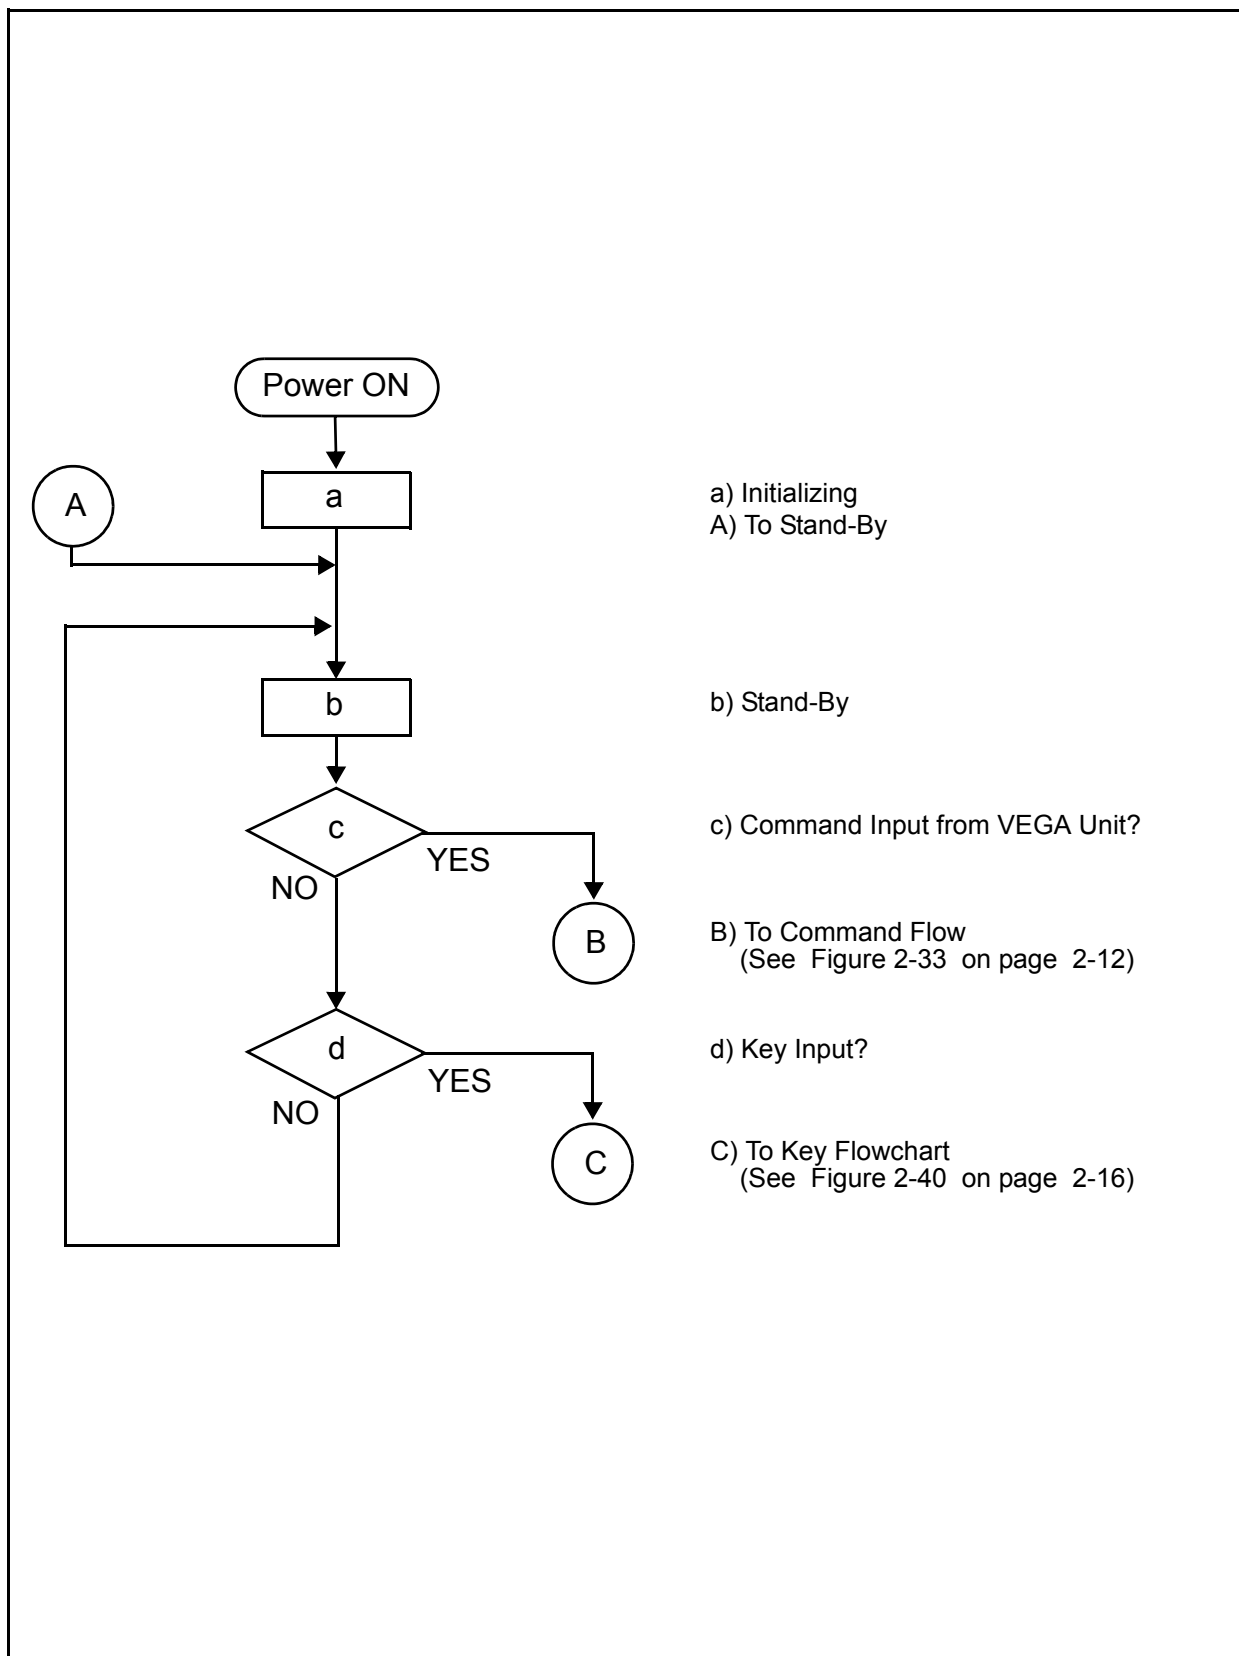 Power ON
A
a
a) Initializing
A) To Stand-By
b
b) Stand-By
c
YES
NO
c) Command Input from VEGA Unit?
B
B) To Command Flow
(See Figure 2-33 on page 2-12)
d
YES
NO
d) Key Input?
C
C) To Key Flowchart
(See Figure 2-40 on page 2-16)